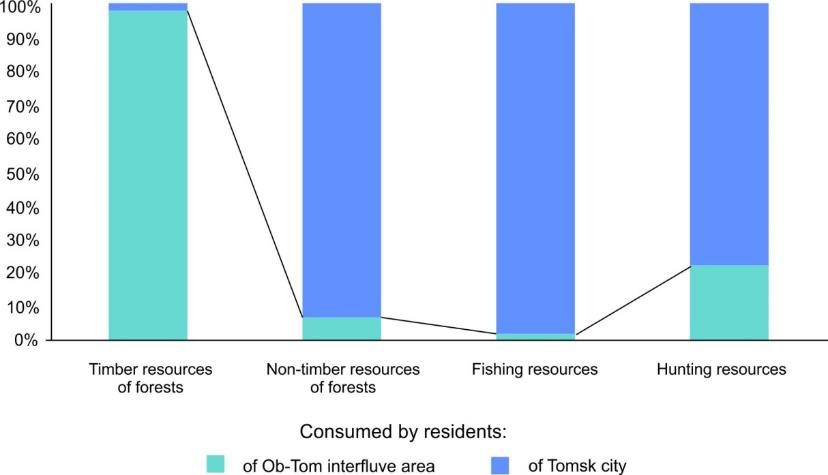 100%
90%
80%
70%
60%
50%
40%
30%
20%
10%
0%
Timber resources
of forests
Non-timber resources
of forests
Fishing resources
Hunting resources
Consumed by residents:
of Ob-Tom interfluve area
of Tomsk city